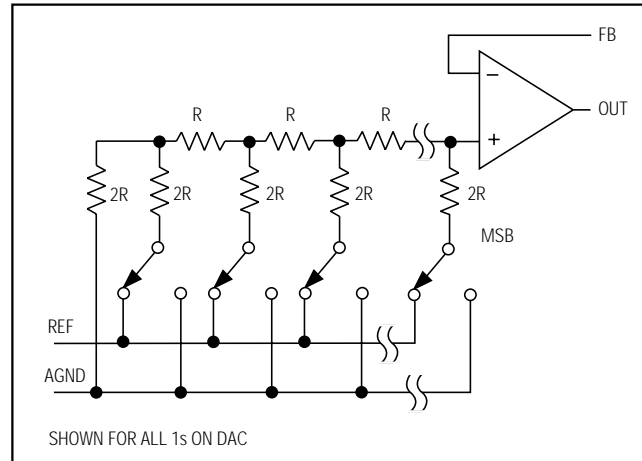 FB
R
R
R
OUT
2R
2R
2R
2R
2R
MSB
REF
AGND
SHOWN FOR ALL 1s ON DAC